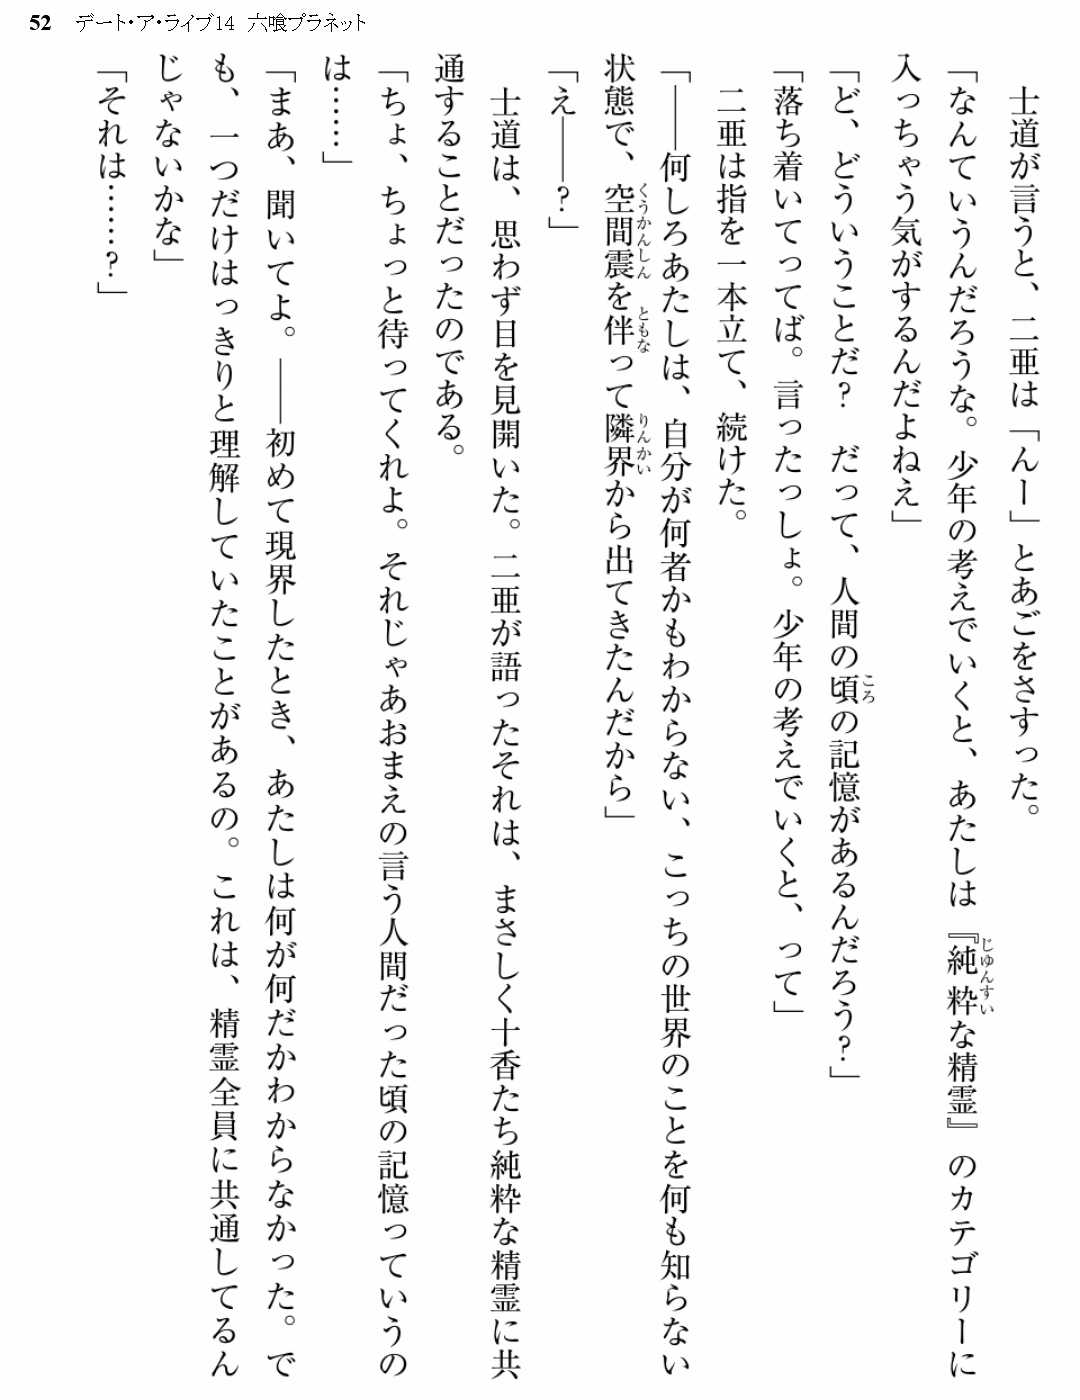 52 デート・ア・ライブ14 六喰プラネット
士道が言うと、二亜は「んー」とあごをさすった。
「なんていうんだろうな。少年の考えでいくと、あたしは『純粋な精霊』のカテゴリーに
入っちゃう気がするんだよねえ」
「ど、どういうことだ? だって、人間の頃の記憶があるんだろう?」
「落ち着いてってば。言ったっしょ。少年の考えでいくと、って」
二亜は指を一本立て、続けた。
「――何しろあたしは、自分が何者かもわからない、こっちの世界のことを何も知らない
状態で、空間震を伴って隣界から出てきたんだから」
「え――?」
士道は、思わず目を見開いた。二亜が語ったそれは、まさしく十香たち純粋な精霊に共
通することだったのである。
「ちょ、ちょっと待ってくれよ。それじゃあおまえの言う人間だった頃の記憶っていうの
は……」
「まあ、聞いてよ。――初めて現界したとき、あたしは何が何だかわからなかった。で
も、一つだけはっきりと理解していたことがあるの。これは、精霊全員に共通してるん
じゃないかな」
「それは……?」